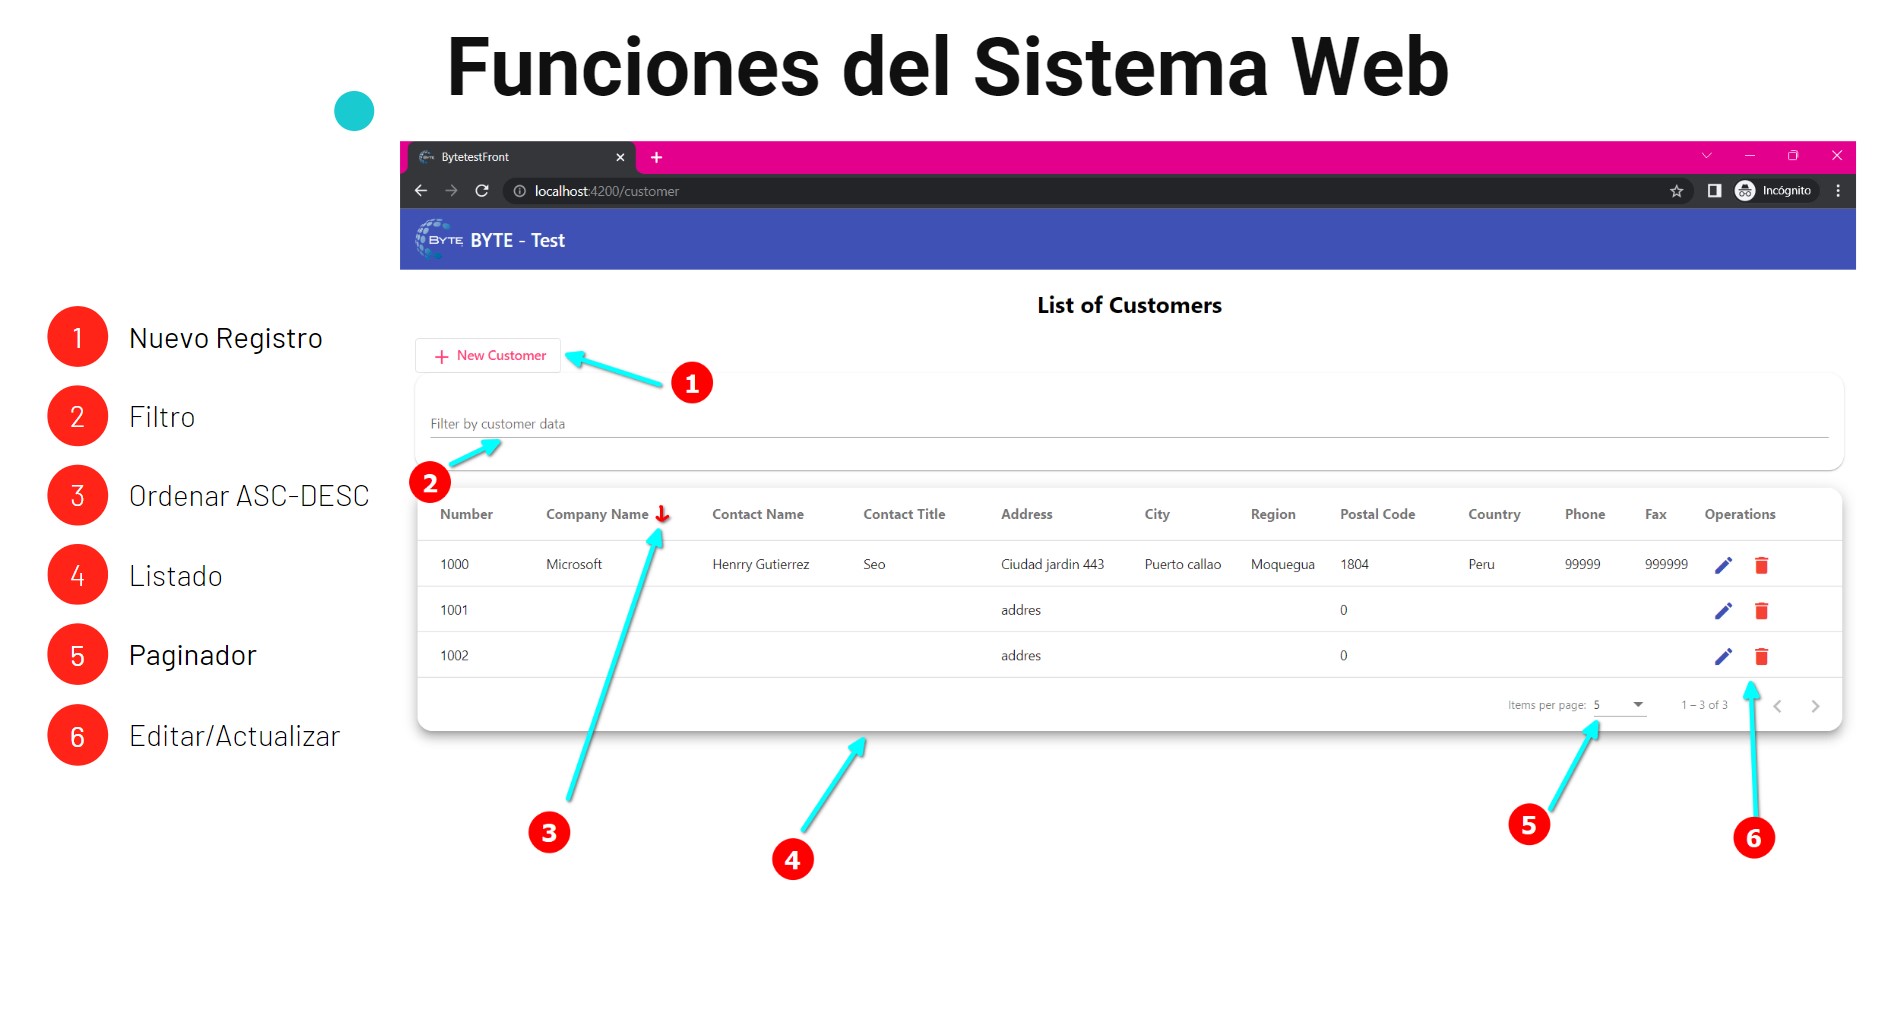 Funciones del Sistema Web
BytetestFront
localhost:4200/customer
Incógnito
BYTE BYTE - Test
List of Customers
1 Nuevo Registro
2 Filtro
3 Ordenar ASC-DESC
4 Listado
5 Paginador
6 Editar/Actualizar
New Customer
1
Filter by customer data
2
Number Company Name Contact Name Contact Title Address City Region Postal Code Country Phone Fax Operations
1000 Microsoft Henrry Gutierrez Seo Ciudad jardin 443 Puerto callao Moquegua 1804 Peru 99999 999999
1001 addres 0
1002 addres 0
Items per page: 5 1 – 3 of 3
3
4
5
6